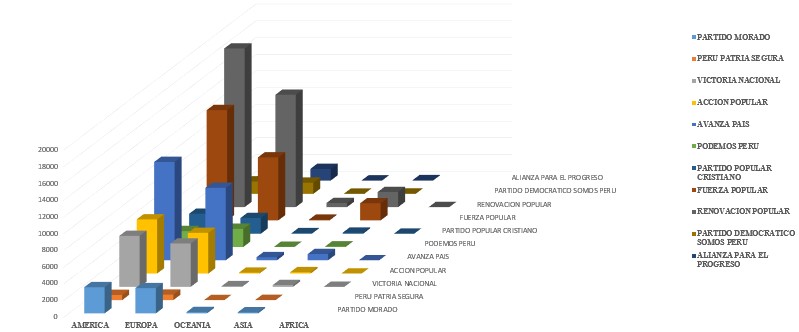 PARTIDO MORADO
PERU PATRIA SEGURA
VICTORIA NACIONAL
ACCION POPULAR
AVANZA PAIS
PODEMOS PERU
PARTIDO POPULAR
CRISTIANO
FUERZA POPULAR
RENOVACION POPULAR
PARTIDO DEMOCRATICO
SOMOS PERU
ALIANZA PARA EL
PROGRESO
20000
18000
16000
14000
12000
10000
8000
6000
4000
2000
0
ALIANZA PARA EL PROGRESO
PARTIDO DEMOCRATICO SOMOS PERU
RENOVACION POPULAR
FUERZA POPULAR
PARTIDO POPULAR CRISTIANO
PODEMOS PERU
AVANZA PAIS
ACCION POPULAR
VICTORIA NACIONAL
PERU PATRIA SEGURA
PARTIDO MORADO
AMERICA EUROPA OCEANIA ASIA AFRICA